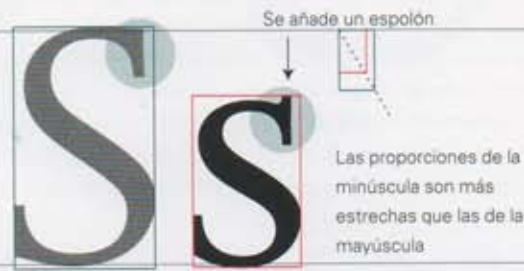 Se añade un espolón
S s
Las proporciones de la
minúscula son más
estrechas que las de la
mayúscula